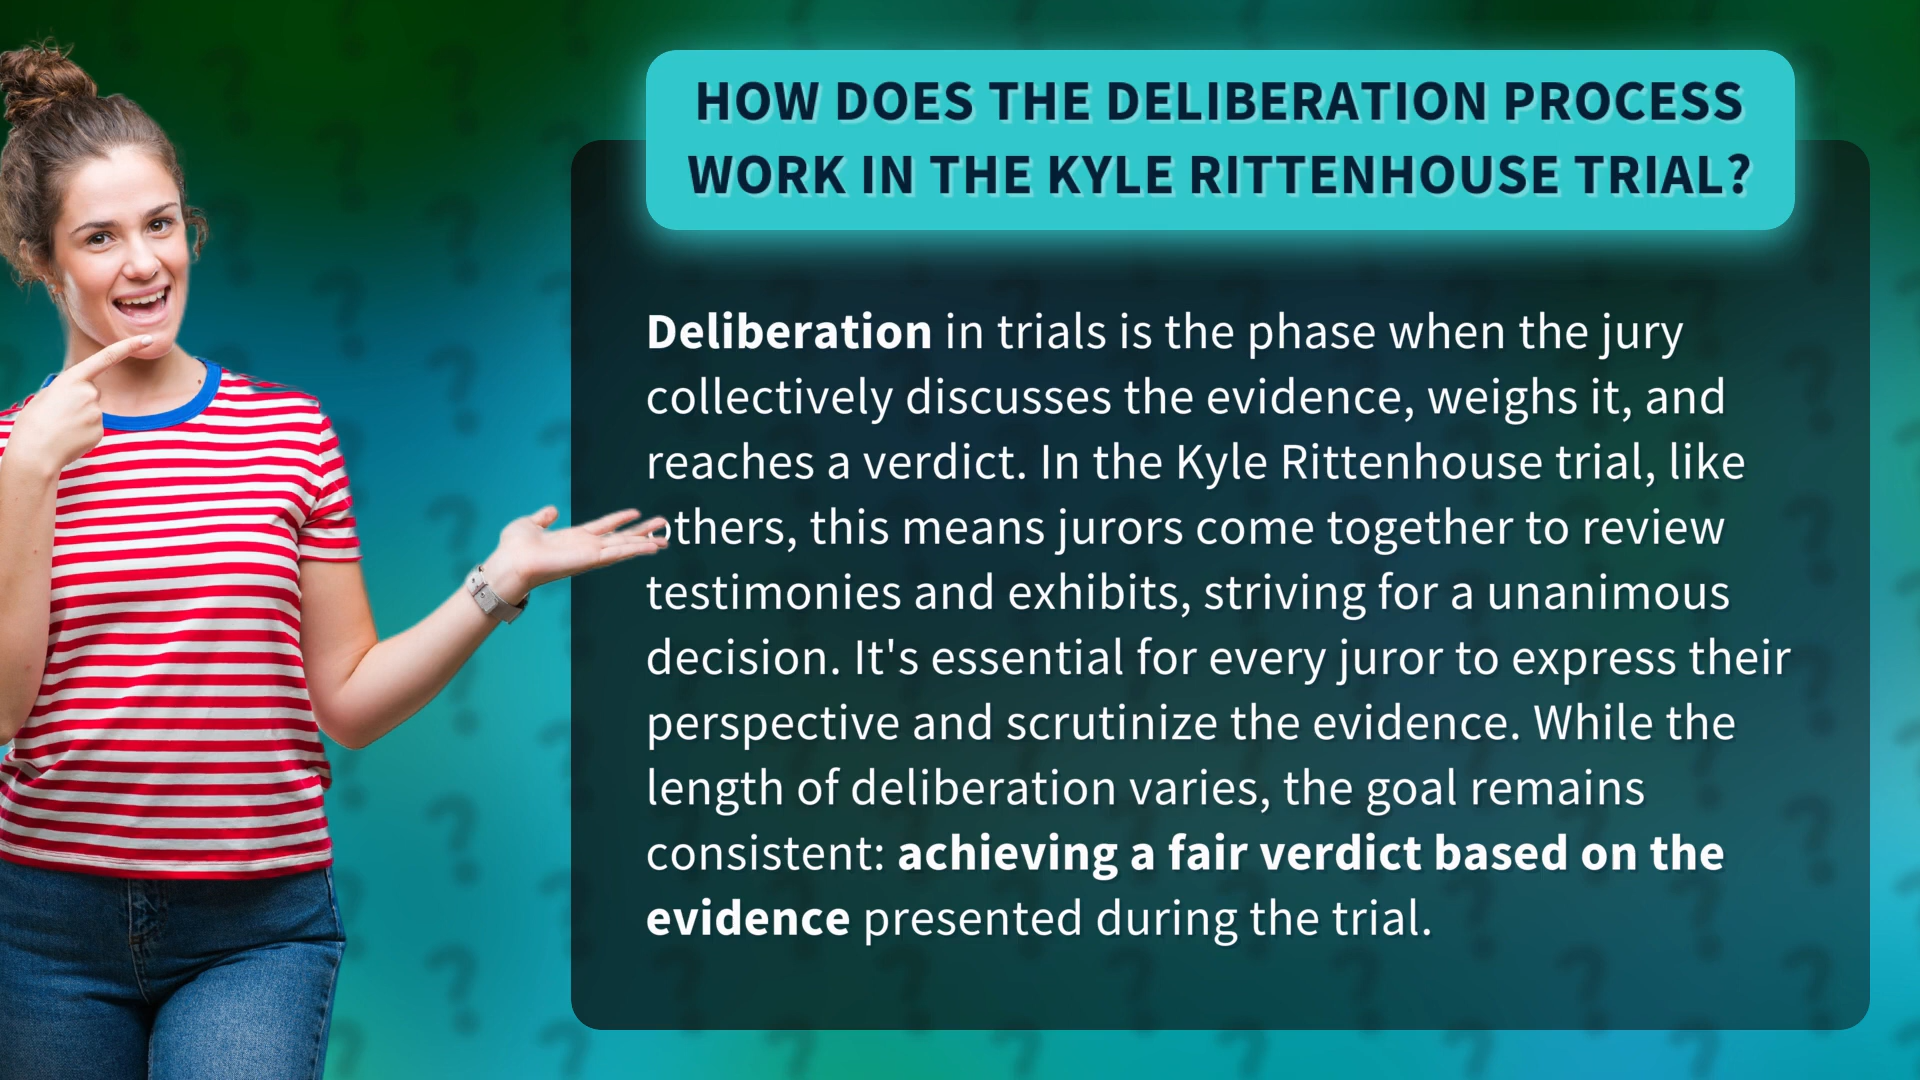 HOW DOES THE DELIBERATION PROCESS
WORK IN THE KYLE RITTENHOUSE TRIAL?
Deliberation in trials is the phase when the jury
collectively discusses the evidence, weighs it, and
reaches a verdict. In the Kyle Rittenhouse trial, like
others, this means jurors come together to review
testimonies and exhibits, striving for a unanimous
decision. It's essential for every juror to express their
perspective and scrutinize the evidence. While the
length of deliberation varies, the goal remains
consistent: achieving a fair verdict based on the
evidence presented during the trial.